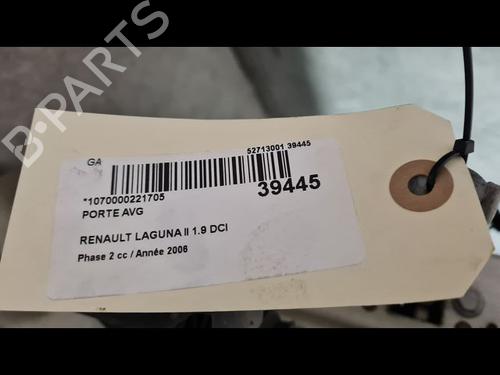 GA
52713001 39445
39445
*1070000221705
PORTE AVG
RENAULT LAGUNA II 1.9 DCI
Phase 2 cc / Année 2006
B-PARTS